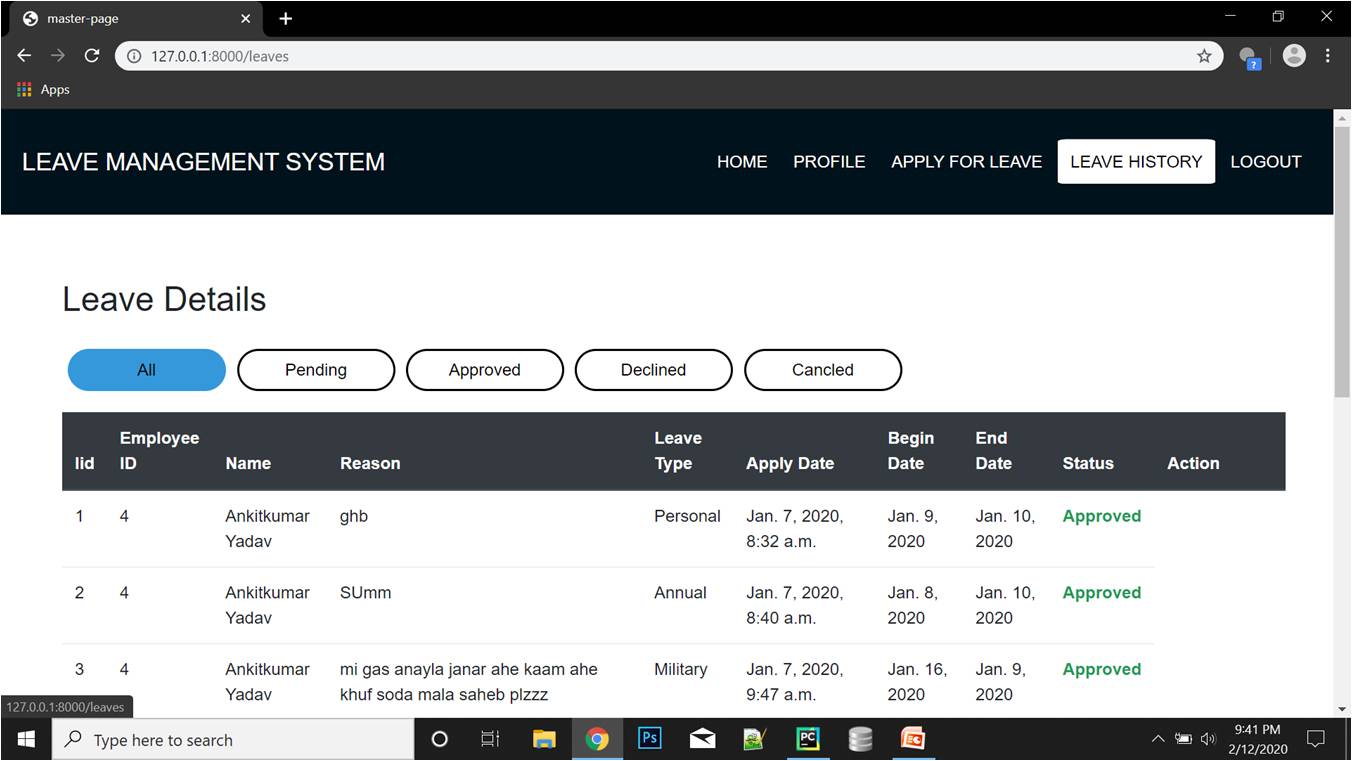 master-page
127.0.0.1:8000/leaves
Apps
LEAVE MANAGEMENT SYSTEM HOME PROFILE APPLY FOR LEAVE LEAVE HISTORY LOGOUT
Leave Details
All Pending Approved Declined Cancled
Employee Leave Begin End
lid ID Name Reason Type Apply Date Date Date Status Action
1 4 Ankitkumar ghb Personal Jan. 7, 2020, Jan. 9, Jan. 10, Approved
Yadav 8:32 a.m. 2020 2020
2 4 Ankitkumar SUmm Annual Jan. 7, 2020, Jan. 8, Jan. 10, Approved
Yadav 8:40 a.m. 2020 2020
3 4 Ankitkumar mi gas anayla janar ahe kaam ahe Military Jan. 7, 2020, Jan. 16, Jan. 9, Approved
Yadav khuf soda mala saheb plzzz 9:47 a.m. 2020 2020
127.0.0.1:8000/leaves
Type here to search Ps PC 9:41 PM
2/12/2020